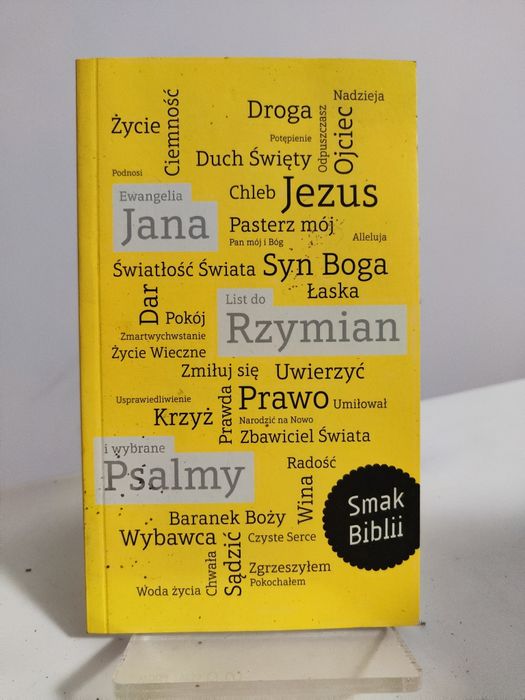 Nadzieja
Życie
Ciemność
Droga
Odpuszczasz
Ojciec
Potępienie
Duch Święty
Podnosi
Chleb
Jezus
Ewangelia
Jana
Pasterz mój
Pan mój i Bóg
Alleluja
Światłość Świata
Syn Boga
Dar
Łaska
List do
Rzymian
Pokój
Zmartwychwstanie
Życie Wieczne
Zmiłuj się
Uwierzyć
Usprawiedliwienie
Prawda
Prawo
Umiłował
Krzyż
Narodzić na Nowo
Zbawiciel Świata
i wybrane
Psalmy
Radość
Wina
Smak
Biblii
Baranek Boży
Wybawca
Czyste Serce
Chwała
Sądzić
Zgrzeszyłem
Pokochałem
Woda życia